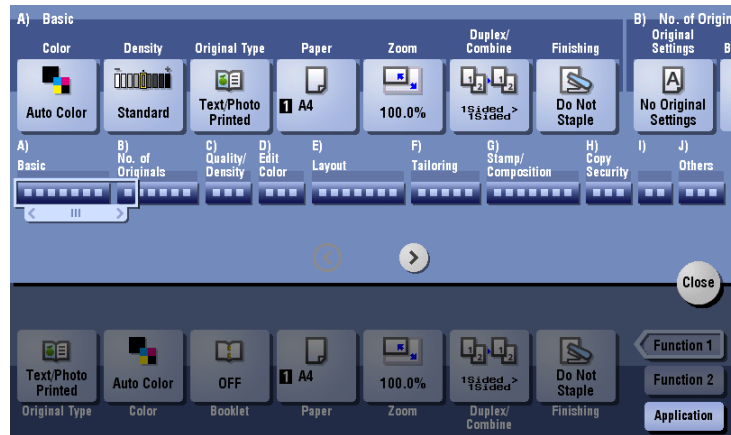 A) Basic
B) No. of Origin
Color
Density
Original Type
Paper
Zoom
Duplex/
Combine
Finishing
Original
Settings
B
Auto Color
Standard
Text/Photo
Printed
1 A4
100.0%
1Sided >
1Sided
Do Not
Staple
No Original
Settings
A)
Basic
B)
No. of
Originals
C)
Quality/
Density
D)
Edit
Color
E)
Layout
F)
Tailoring
G)
Stamp/
Composition
H)
Copy
Security
I)
J)
Others
Close
Text/Photo
Printed
Auto Color
OFF
1 A4
100.0%
1Sided >
1Sided
Do Not
Staple
Original Type
Color
Booklet
Paper
Zoom
Duplex/
Combine
Finishing
Function 1
Function 2
Application